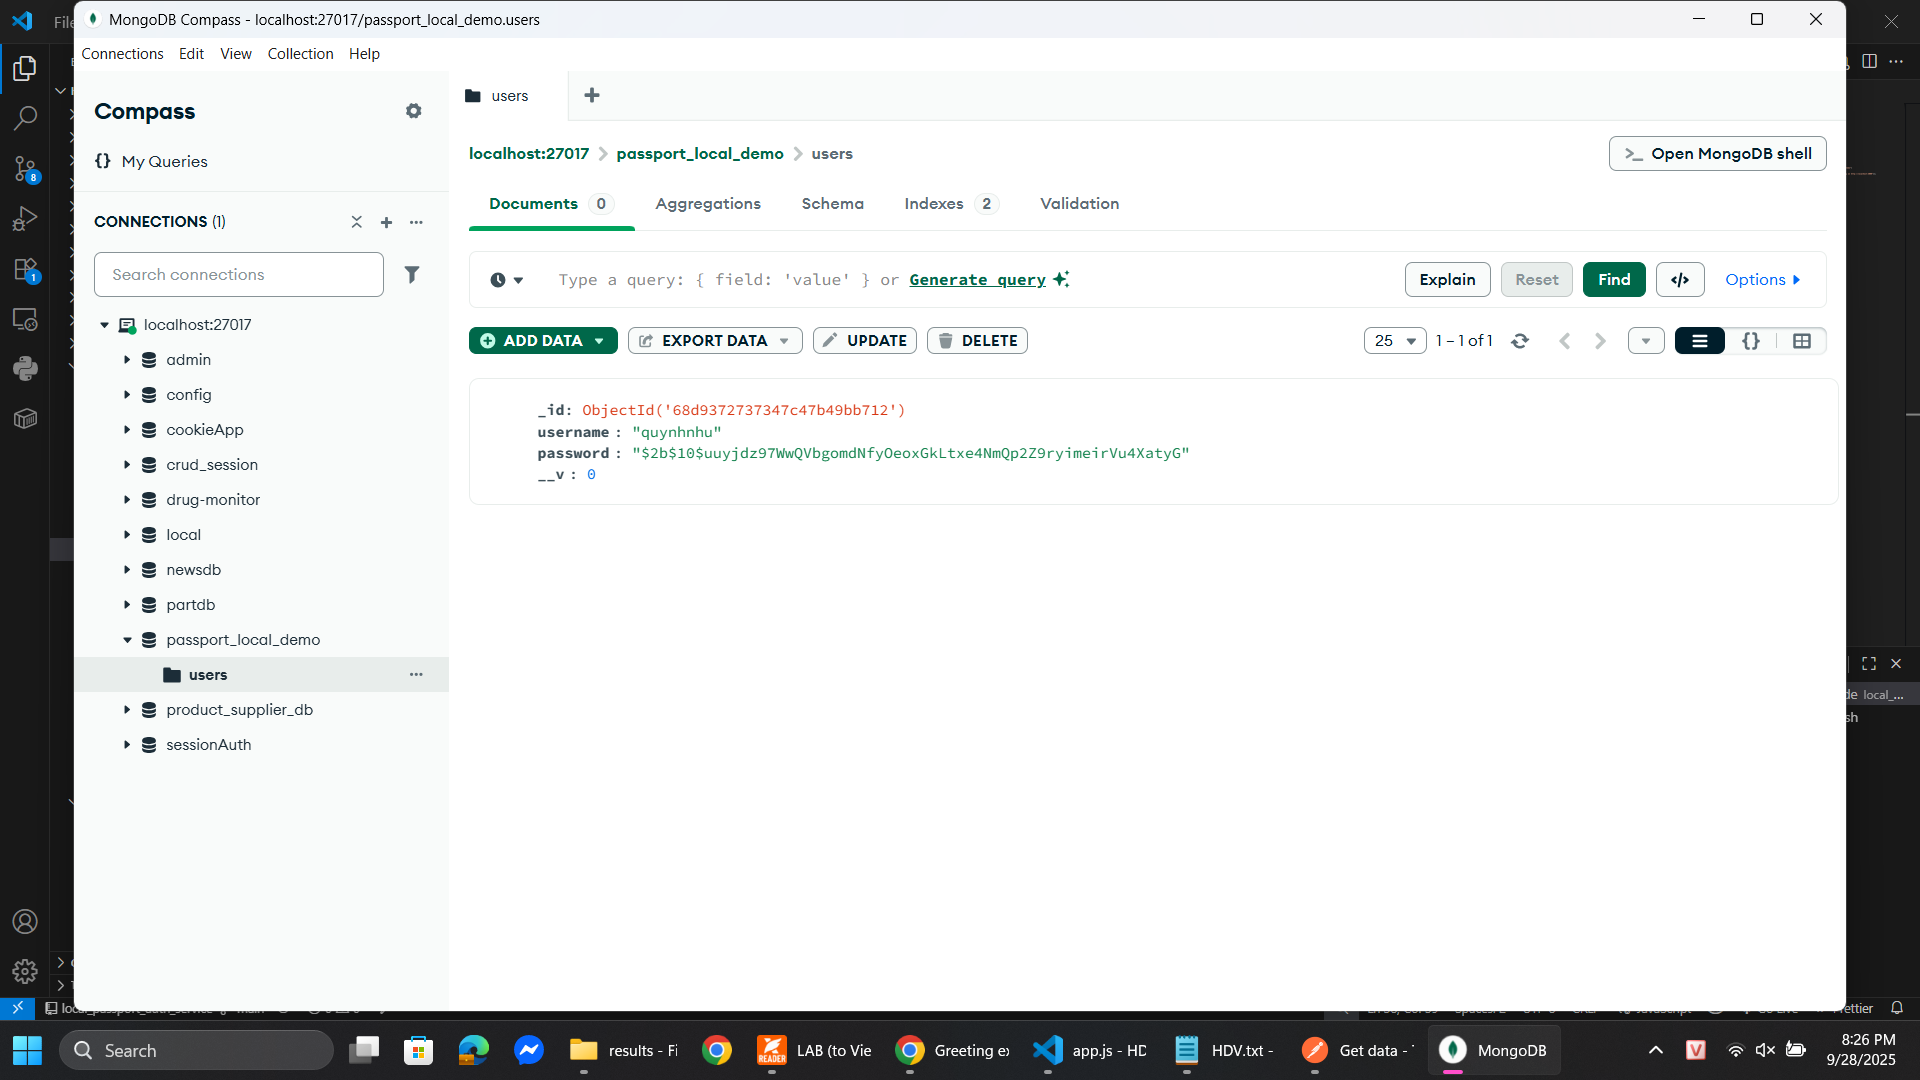 MongoDB Compass - localhost:27017/passport_local_demo.users
Connections Edit View Collection Help
Compass
{} My Queries
CONNECTIONS (1)
Search connections
localhost:27017
admin
config
cookieApp
crud_session
drug-monitor
local
newsdb
partdb
passport_local_demo
users
product_supplier_db
sessionAuth
users
localhost:27017 passport_local_demo users
>_ Open MongoDB shell
Documents 0 Aggregations Schema Indexes 2 Validation
Type a query: { field: 'value' } or Generate query
Explain Reset Find </> Options
ADD DATA EXPORT DATA UPDATE DELETE
25 1 – 1 of 1 {}
_id: ObjectId('68d9372737347c47b49bb712')
username : "quynhnhu"
password : "$2b$10$uuyjdz97WwQVbgomdNfyOeoxGkLtxe4NmQp2Z9ryimeirVu4XatyG"
__v : 0
8
1
de local_...
sh
Search
results - Fi
READER
LAB (to Vie
Greeting e
app.js - HD
HDV.txt -
Get data -
MongoDB
V
8:26 PM
9/28/2025